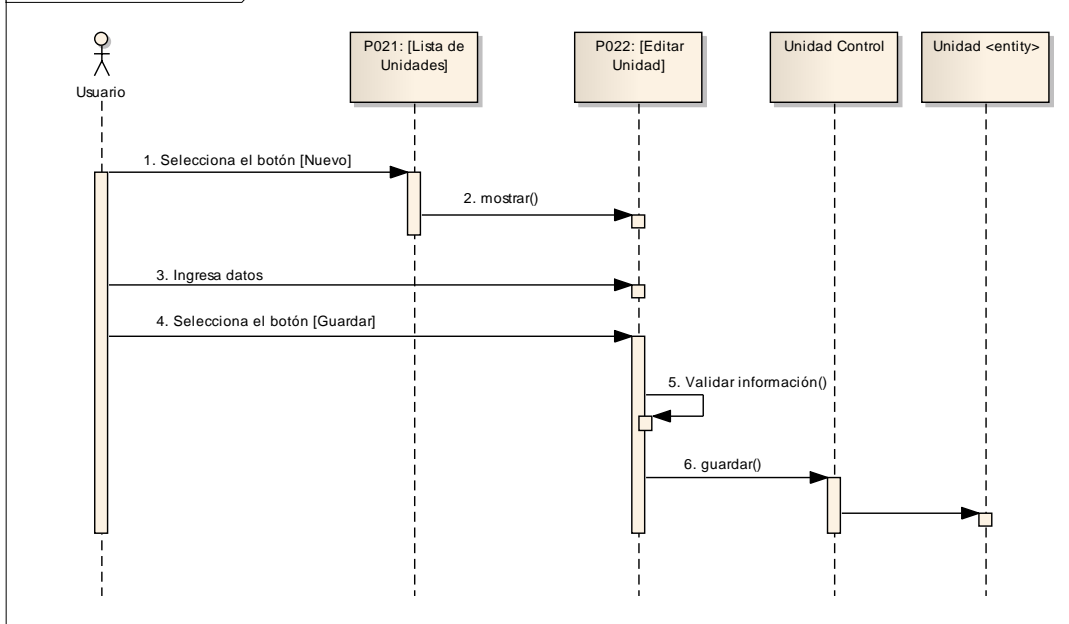 Usuario
P021: [Lista de
Unidades]
P022: [Editar
Unidad]
Unidad Control
Unidad <entity>
1. Selecciona el botón [Nuevo]
2. mostrar()
3. Ingresa datos
4. Selecciona el botón [Guardar]
5. Validar información()
6. guardar()